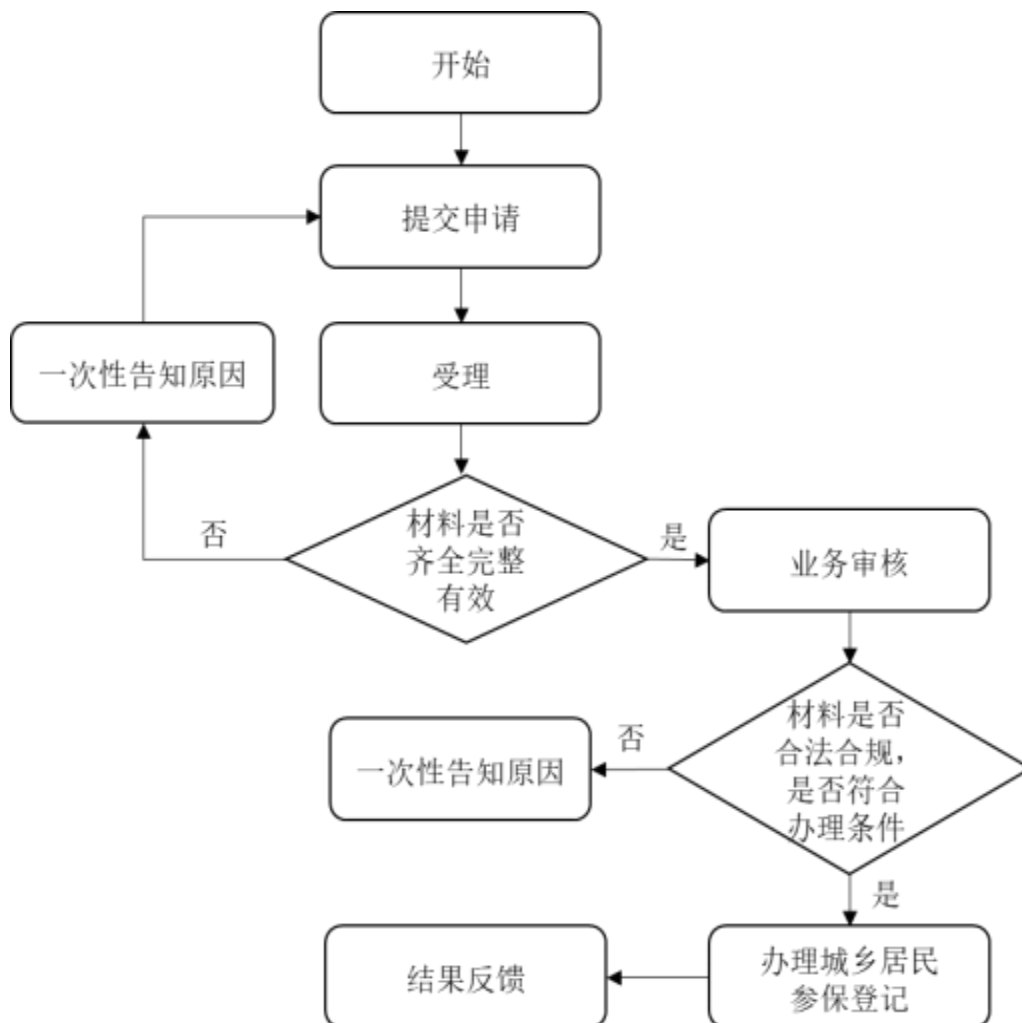 开始
提交申请
一次性告知原因
受理
否
材料是否
齐全完整
有效
是
业务审核
一次性告知原因
否
材料是否
合法合规，
是否符合
办理条件
是
结果反馈
办理城乡居民
参保登记